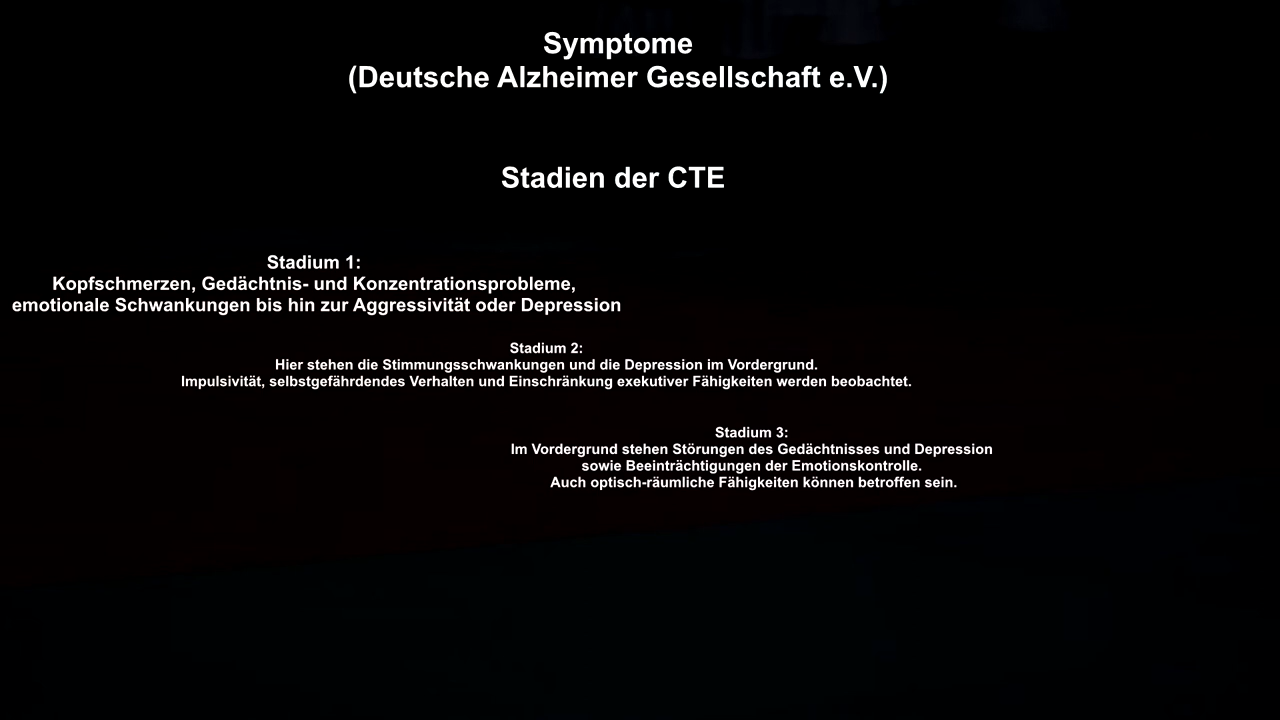 Symptome
(Deutsche Alzheimer Gesellschaft e.V.)
Stadien der CTE
Stadium 1:
Kopfschmerzen, Gedächtnis- und Konzentrationsprobleme,
emotionale Schwankungen bis hin zur Aggressivität oder Depression
Stadium 2:
Hier stehen die Stimmungsschwankungen und die Depression im Vordergrund.
Impulsivität, selbstgefährdendes Verhalten und Einschränkung exekutiver Fähigkeiten werden beobachtet.
Stadium 3:
Im Vordergrund stehen Störungen des Gedächtnisses und Depression
sowie Beeinträchtigungen der Emotionskontrolle.
Auch optisch-räumliche Fähigkeiten können betroffen sein.